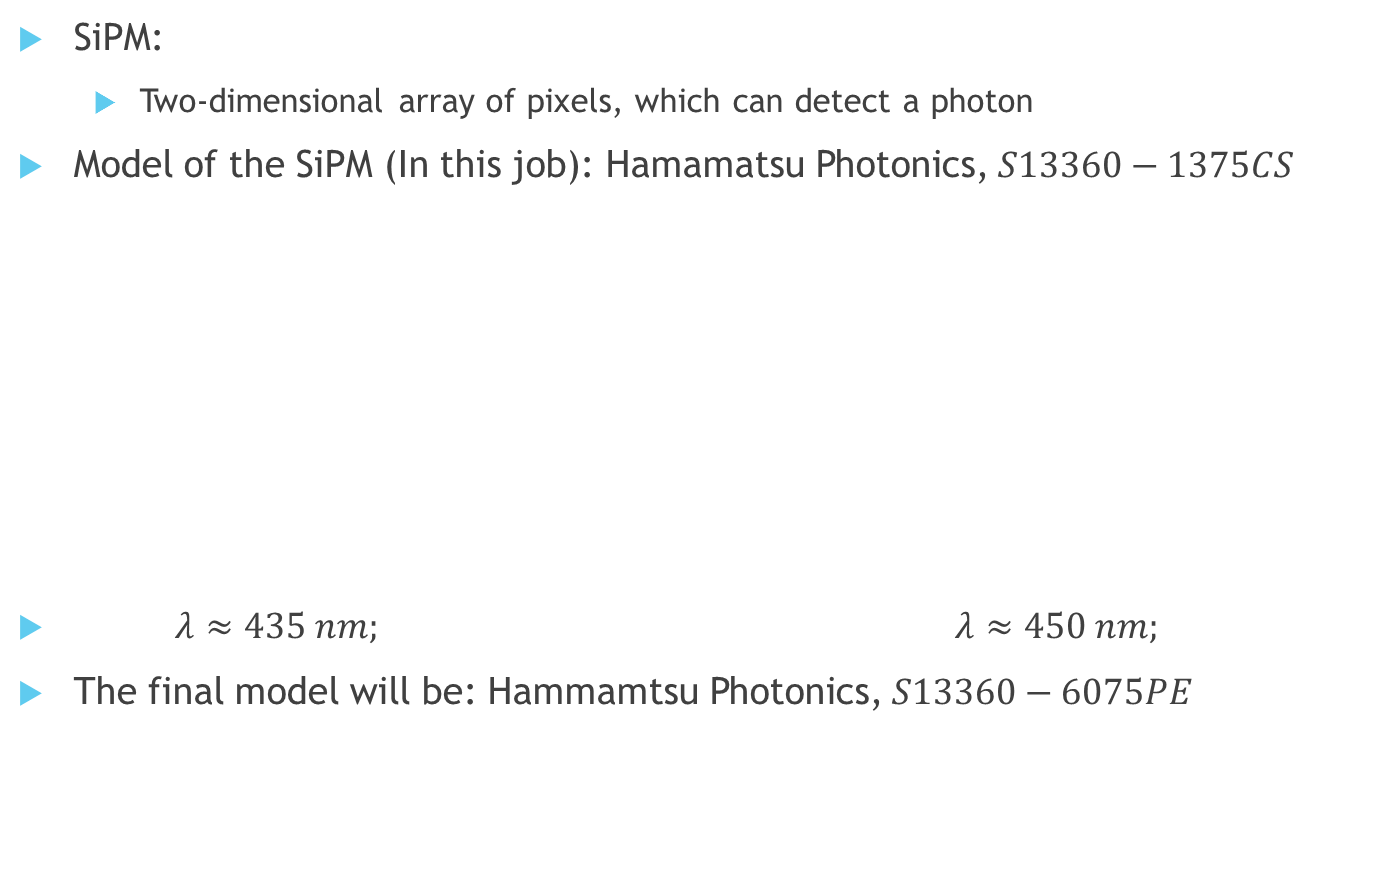 SiPM:
Two-dimensional array of pixels, which can detect a photon
Model of the SiPM (In this job): Hamamatsu Photonics, S13360 − 1375CS
λ ≈ 435 nm; λ ≈ 450 nm;
The final model will be: Hammamtsu Photonics, S13360 − 6075PE